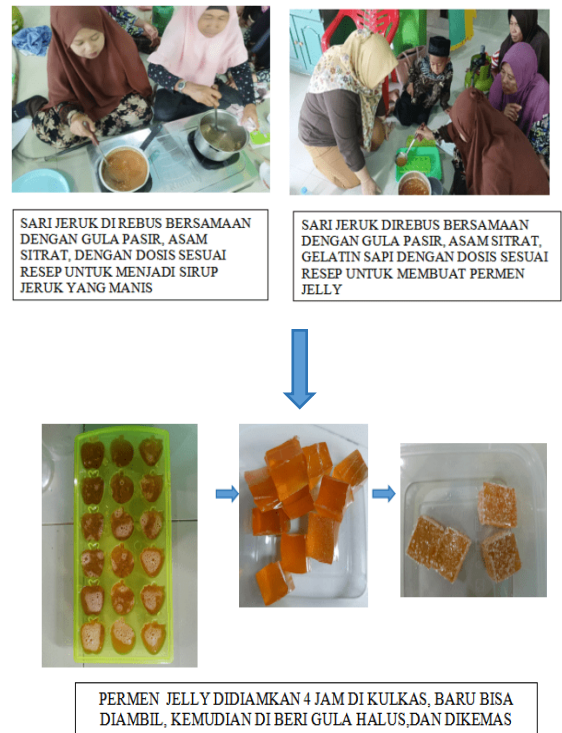 SARI JERUK DI REBUS BERSAMAAN
DENGAN GULA PASIR, ASAM
SITRAT, DENGAN DOSIS SESUAI
RESEP UNTUK MENJADI SIRUP
JERUK YANG MANIS
SARI JERUK DIREBUS BERSAMAAN
DENGAN GULA PASIR, ASAM SITRAT,
GELATIN SAPI DENGAN DOSIS SESUAI
RESEP UNTUK MEMBUAT PERMEN
JELLY
PERMEN JELLY DIDIAMKAN 4 JAM DI KULKAS, BARU BISA
DIAMBIL, KEMUDIAN DI BERI GULA HALUS,DAN DIKEMAS